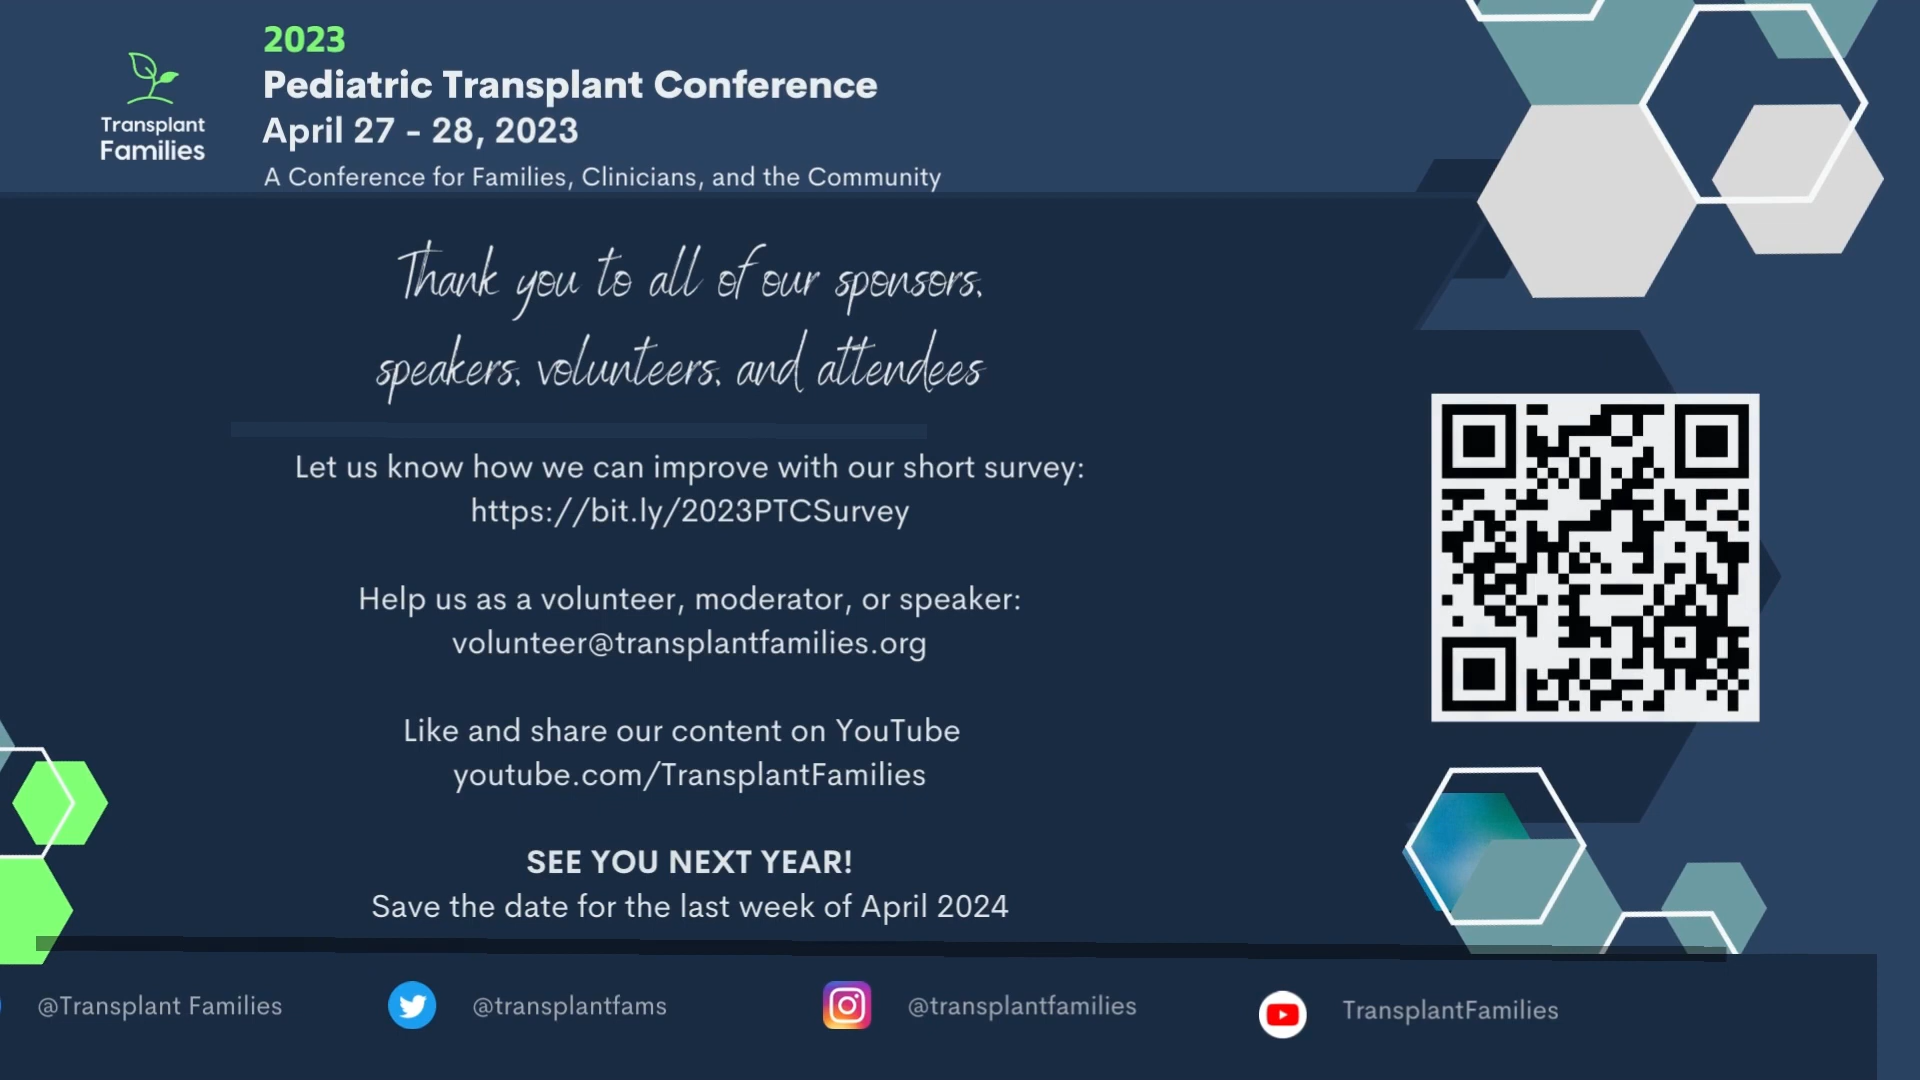 Transplant
Families
2023
Pediatric Transplant Conference
April 27 - 28, 2023
A Conference for Families, Clinicians, and the Community
Thank you to all of our sponsors,
speakers, volunteers, and attendees
Let us know how we can improve with our short survey:
https://bit.ly/2023PTCSurvey
Help us as a volunteer, moderator, or speaker:
volunteer@transplantfamilies.org
Like and share our content on YouTube
youtube.com/TransplantFamilies
SEE YOU NEXT YEAR!
Save the date for the last week of April 2024
@Transplant Families
@transplantfams
@transplantfamilies
TransplantFamilies